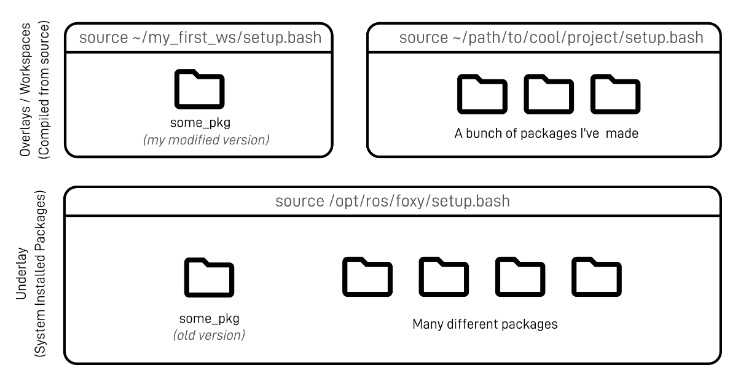 Overlays / Workspaces
(Compiled from source)
source ~/my_first_ws/setup.bash
some_pkg
(my modified version)
source ~/path/to/cool/project/setup.bash
A bunch of packages I've made
Underlay
(System Installed Packages)
source /opt/ros/foxy/setup.bash
some_pkg
(old version)
Many different packages